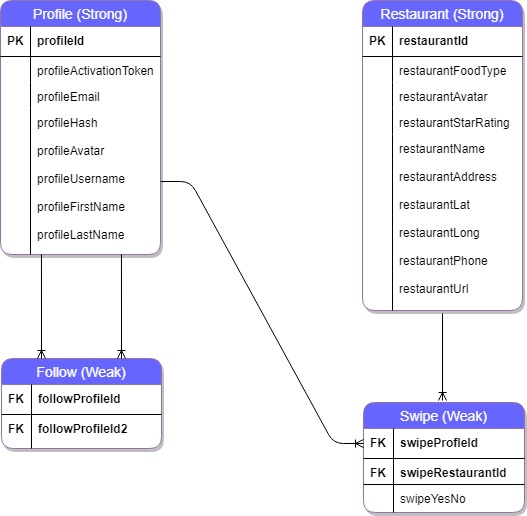 Profile (Strong)
PK profileId
profileActivationToken
profileEmail
profileHash
profileAvatar
profileUsername
profileFirstName
profileLastName
Restaurant (Strong)
PK restaurantId
restaurantFoodType
restaurantAvatar
restaurantStarRating
restaurantName
restaurantAddress
restaurantLat
restaurantLong
restaurantPhone
restaurantUrl
Follow (Weak)
FK followProfileId
FK followProfileId2
Swipe (Weak)
FK swipeProfleId
FK swipeRestaurantId
swipeYesNo